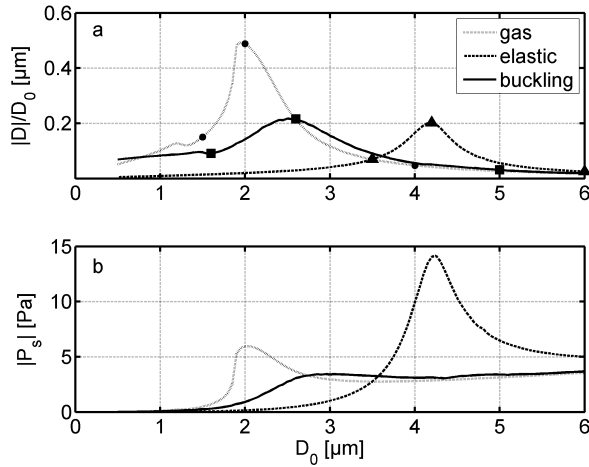 a
gas
elastic
buckling
|D|/D₀ [μm]
0.6
0.4
0.2
0 1 2 3 4 5 6
b
|Pₛ| [Pa]
15
10
5
0
0 1 2 3 4 5 6
D₀ [μm]